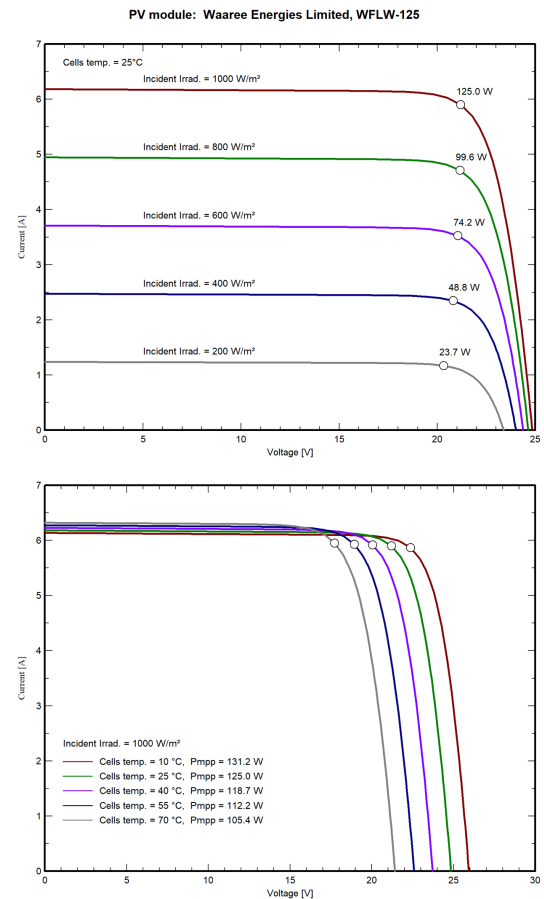 PV module:  Waaree Energies Limited, WFLW-125
7
6
5
4
3
2
1
0
Current [A]
Cells temp. = 25°C
Incident Irrad. = 1000 W/m²
125.0 W
Incident Irrad. = 800 W/m²
99.6 W
Incident Irrad. = 600 W/m²
74.2 W
Incident Irrad. = 400 W/m²
48.8 W
Incident Irrad. = 200 W/m²
23.7 W
0 5 10 15 20 25
Voltage [V]
7
6
5
4
3
2
1
0
Current [A]
Incident Irrad. = 1000 W/m²
Cells temp. = 10 °C,  Pmpp = 131.2 W
Cells temp. = 25 °C,  Pmpp = 125.0 W
Cells temp. = 40 °C,  Pmpp = 118.7 W
Cells temp. = 55 °C,  Pmpp = 112.2 W
Cells temp. = 70 °C,  Pmpp = 105.4 W
0 5 10 15 20 25 30
Voltage [V]